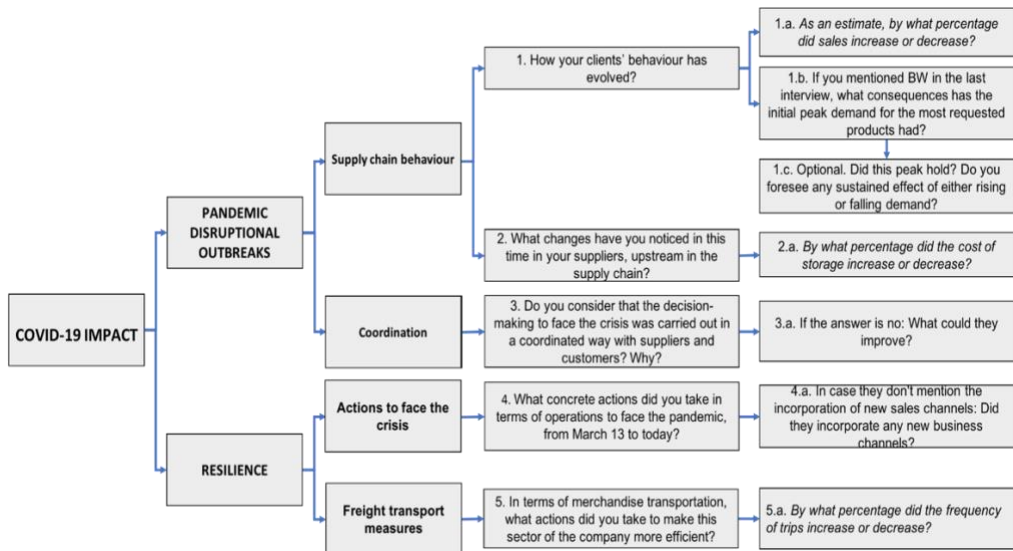 COVID-19 IMPACT
PANDEMIC
DISRUPTIONAL
OUTBREAKS
RESILIENCE
Supply chain behaviour
Coordination
Actions to face the
crisis
Freight transport
measures
1. How your clients' behaviour has
evolved?
2. What changes have you noticed in this
time in your suppliers, upstream in the
supply chain?
3. Do you consider that the decision-
making to face the crisis was carried out in
a coordinated way with suppliers and
customers? Why?
4. What concrete actions did you take in
terms of operations to face the pandemic,
from March 13 to today?
5. In terms of merchandise transportation,
what actions did you take to make this
sector of the company more efficient?
1.a. As an estimate, by what percentage
did sales increase or decrease?
1.b. If you mentioned BW in the last
interview, what consequences has the
initial peak demand for the most requested
products had?
1.c. Optional. Did this peak hold? Do you
foresee any sustained effect of either rising
or falling demand?
2.a. By what percentage did the cost of
storage increase or decrease?
3.a. If the answer is no: What could they
improve?
4.a. In case they don't mention the
incorporation of new sales channels: Did
they incorporate any new business
channels?
5.a. By what percentage did the frequency
of trips increase or decrease?